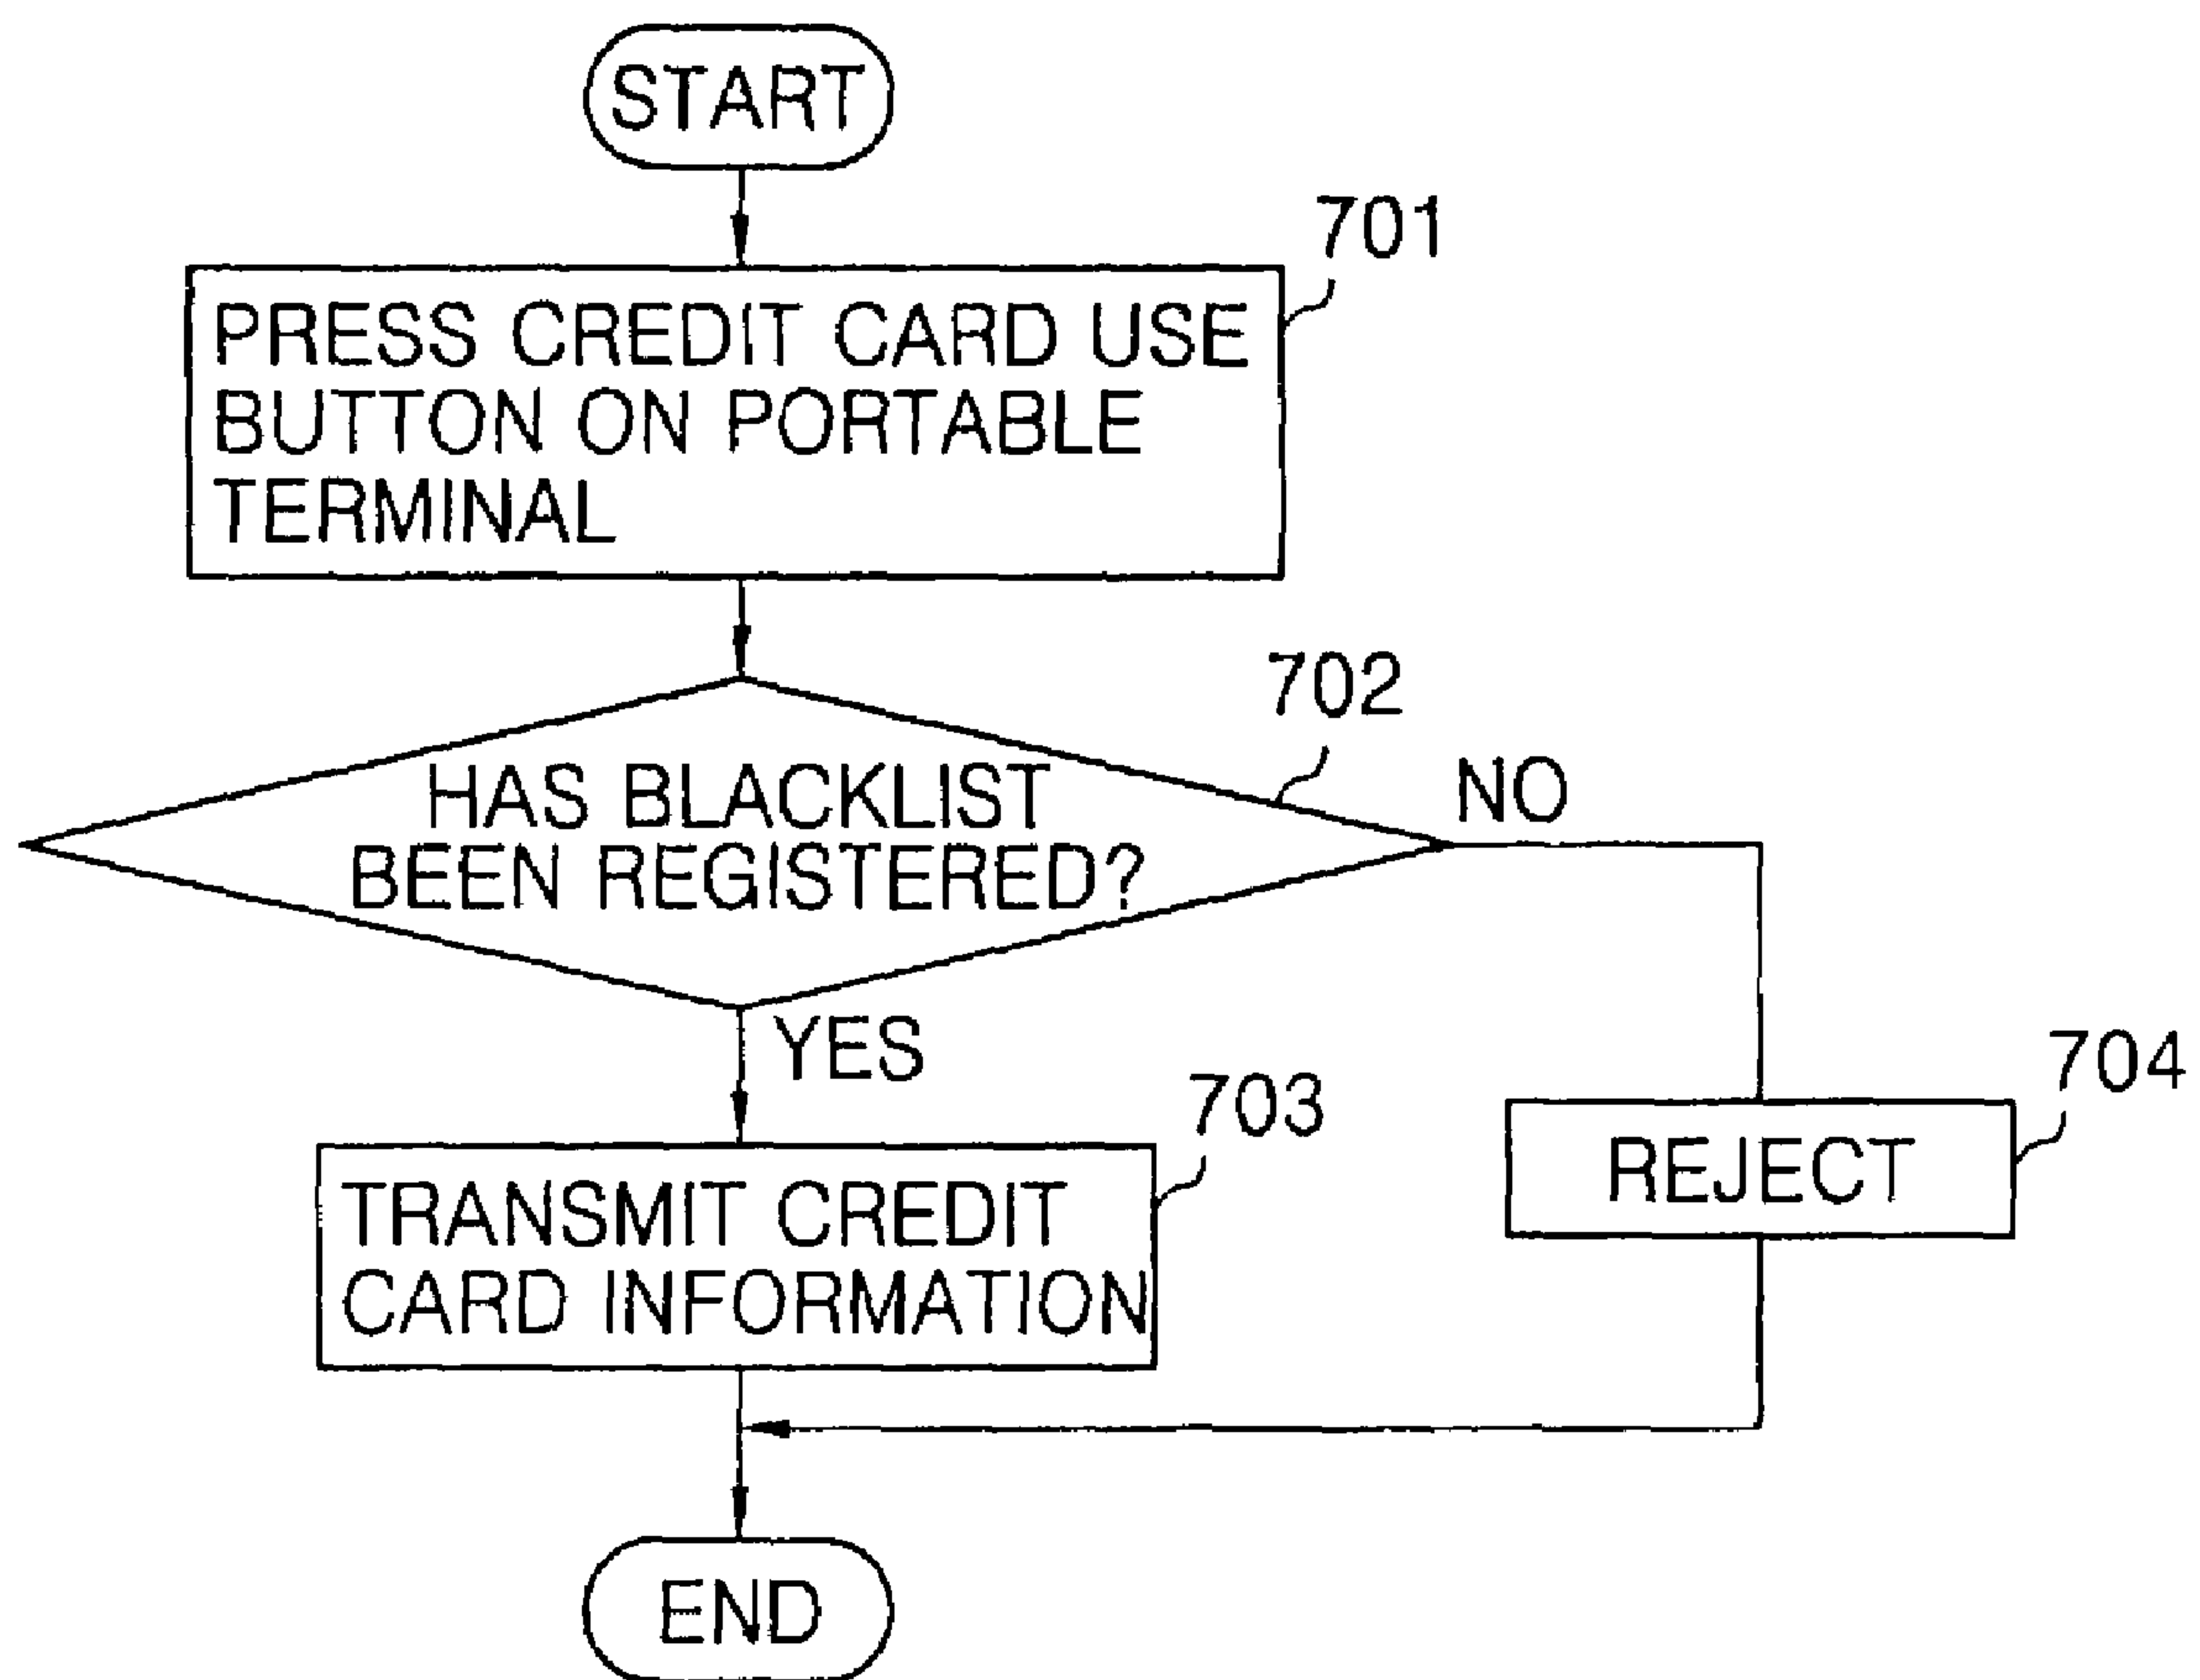 START
701
PRESS CREDIT CARD USE
BUTTON ON PORTABLE
TERMINAL
702
HAS BLACKLIST
BEEN REGISTERED?
NO
YES
703
TRANSMIT CREDIT
CARD INFORMATION
704
REJECT
END